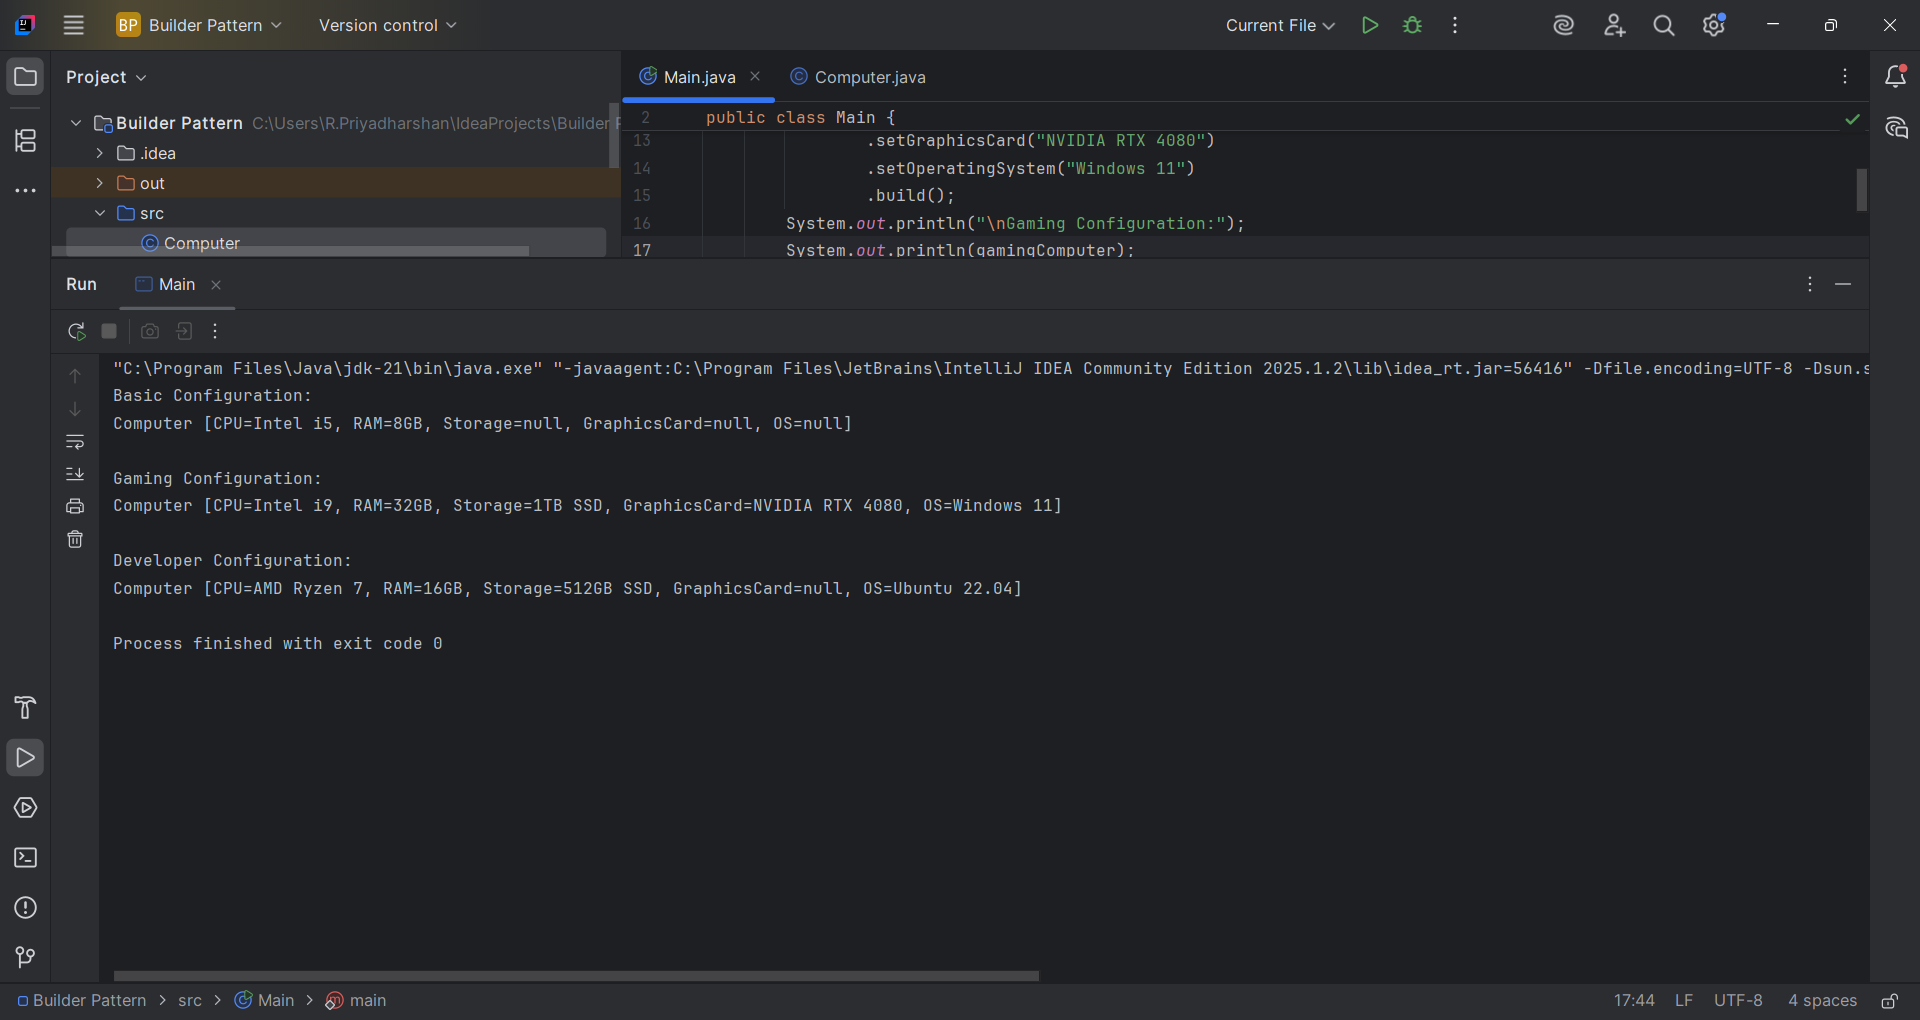 BP Builder Pattern Version control Current File
Project
Main.java Computer.java
Builder Pattern C:\Users\R.Priyadharshan\IdeaProjects\Builder
.idea
out
src
Computer
2 public class Main {
13 .setGraphicsCard("NVIDIA RTX 4080")
14 .setOperatingSystem("Windows 11")
15 .build();
16 System.out.println("\nGaming Configuration:");
17 System.out.println(gamingComputer);
Run Main
"C:\Program Files\Java\jdk-21\bin\java.exe" "-javaagent:C:\Program Files\JetBrains\IntelliJ IDEA Community Edition 2025.1.2\lib\idea_rt.jar=56416" -Dfile.encoding=UTF-8 -Dsun.s
Basic Configuration:
Computer [CPU=Intel i5, RAM=8GB, Storage=null, GraphicsCard=null, OS=null]
Gaming Configuration:
Computer [CPU=Intel i9, RAM=32GB, Storage=1TB SSD, GraphicsCard=NVIDIA RTX 4080, OS=Windows 11]
Developer Configuration:
Computer [CPU=AMD Ryzen 7, RAM=16GB, Storage=512GB SSD, GraphicsCard=null, OS=Ubuntu 22.04]
Process finished with exit code 0
Builder Pattern > src > Main > main 17:44 LF UTF-8 4 spaces